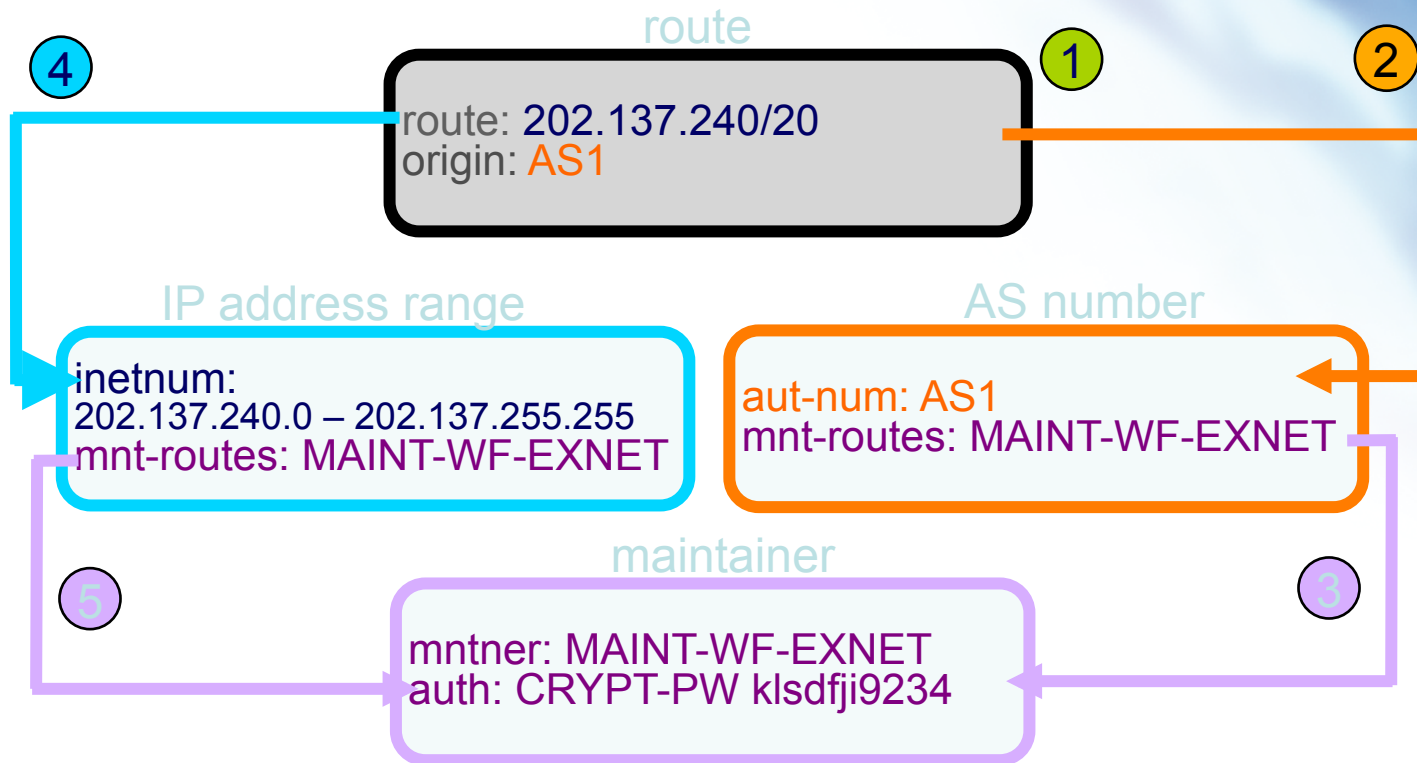 route
4
1
2
route: 202.137.240/20
origin: AS1
IP address range
AS number
inetnum:
202.137.240.0 – 202.137.255.255
mnt-routes: MAINT-WF-EXNET
aut-num: AS1
mnt-routes: MAINT-WF-EXNET
maintainer
5
3
mntner: MAINT-WF-EXNET
auth: CRYPT-PW klsdfji9234